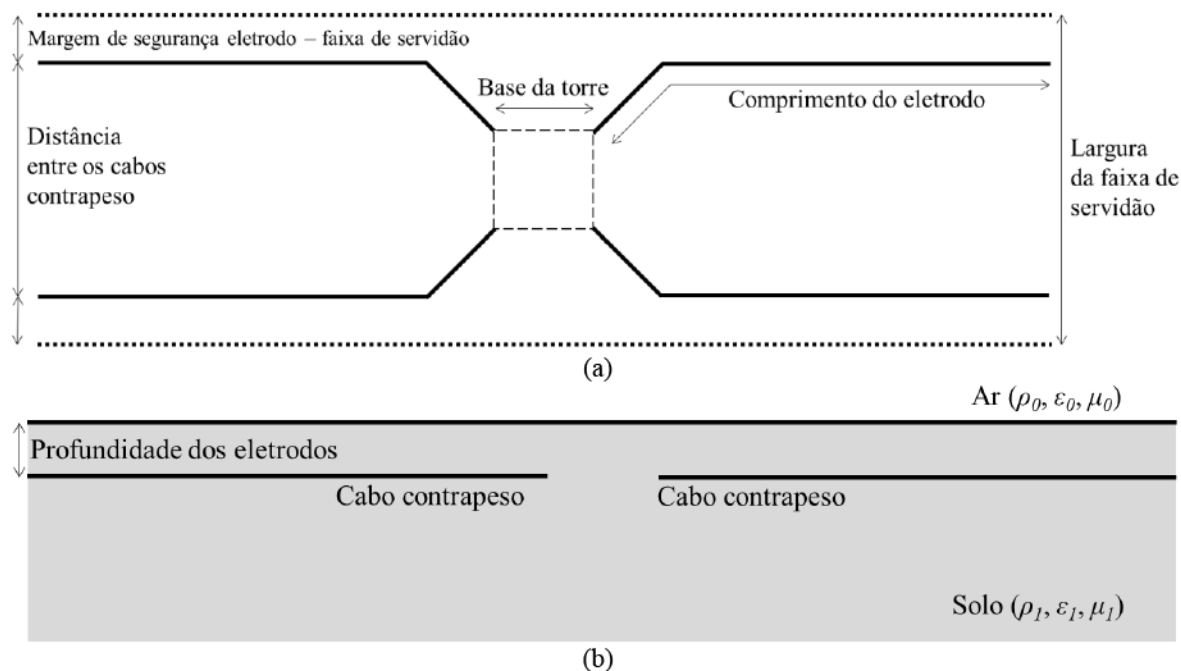 Margem de segurança eletrodo – faixa de servidão
Base da torre
Comprimento do eletrodo
Distância
entre os cabos
contrapeso
Largura
da faixa de
servidão
(a)
Ar (ρ₀, ε₀, μ₀)
Profundidade dos eletrodos
Cabo contrapeso
Cabo contrapeso
Solo (ρ₁, ε₁, μ₁)
(b)